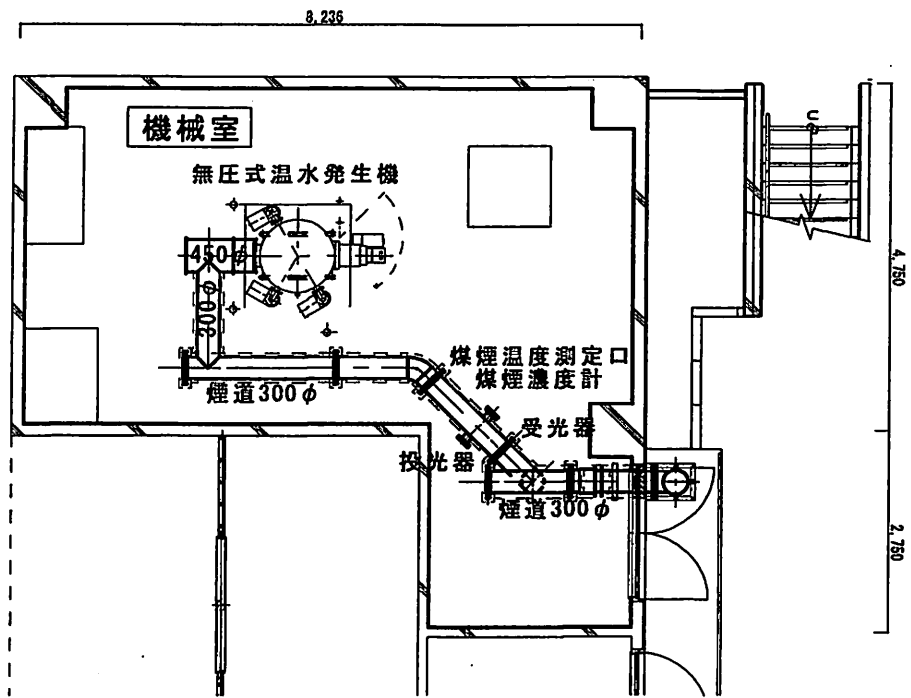 8,236
機械室
無圧式温水発生機
UP
450φ
300φ
4,750
煤煙温度測定口
煤煙濃度計
煙道300φ
受光器
投光器
煙道300φ
2,750